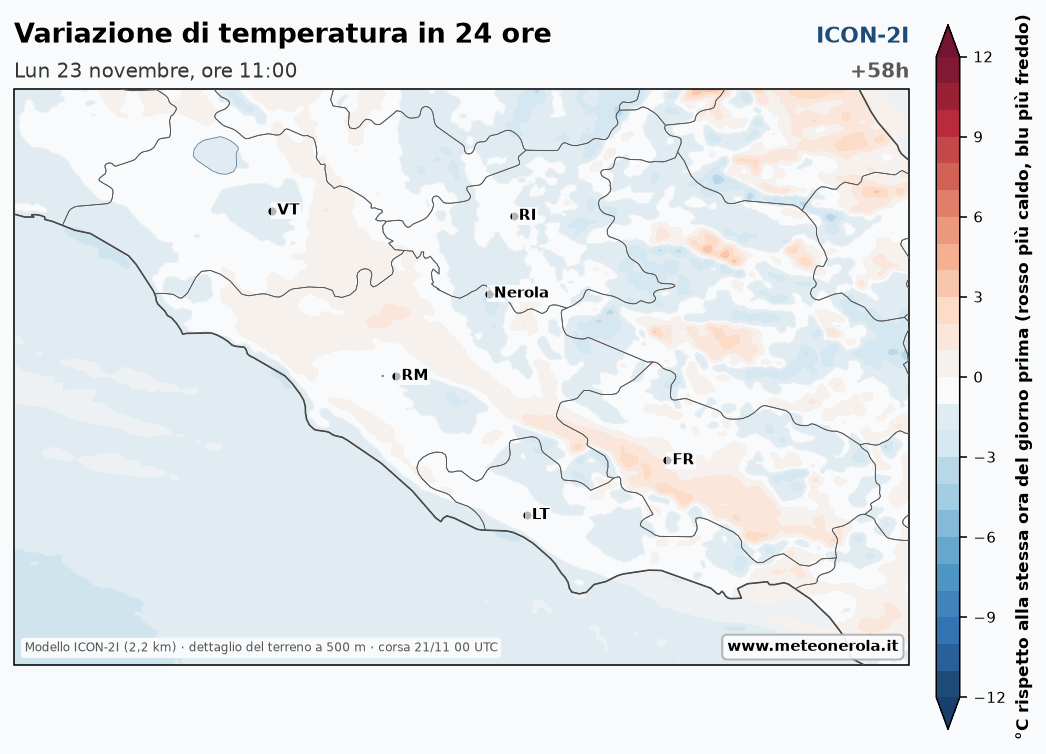 Variazione di temperatura in 24 ore
ICON-2I
Lun 23 novembre, ore 11:00
+58h
VT
RI
Nerola
RM
FR
LT
Modello ICON-2I (2,2 km) · dettaglio del terreno a 500 m · corsa 21/11 00 UTC
www.meteonerola.it
12
9
6
3
0
−3
−6
−9
−12
°C rispetto alla stessa ora del giorno prima (rosso più caldo, blu più freddo)